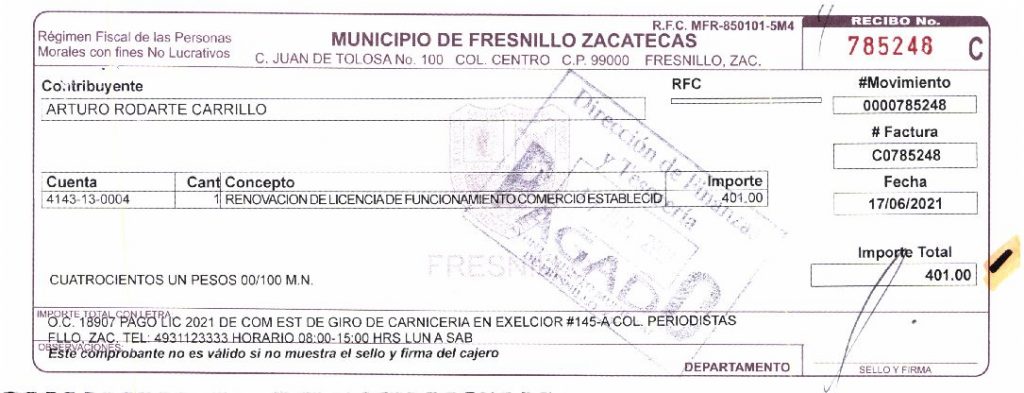 Régimen Fiscal de las Personas
Morales con fines No Lucrativos
R.F.C. MFR-850101-5M4
MUNICIPIO DE FRESNILLO ZACATECAS
C. JUAN DE TOLOSA No. 100 COL. CENTRO C.P. 99000 FRESNILLO, ZAC.
RECIBO No.
785248 C
Contribuyente
ARTURO RODARTE CARRILLO
RFC
#Movimiento
0000785248
# Factura
C0785248
Fecha
17/06/2021
Cuenta Cant Concepto Importe
4143-13-0004 1 RENOVACION DE LICENCIA DE FUNCIONAMIENTO COMERCIO ESTABLECID 401.00
Dirección de Finanzas
y Tesorería
PAGADO
FRESNILLO
Importe Total
401.00
CUATROCIENTOS UN PESOS 00/100 M.N.
IMPORTE TOTAL CON LETRA
O.C. 18907 PAGO LIC 2021 DE COM EST DE GIRO DE CARNICERIA EN EXELCIOR #145-A COL. PERIODISTAS
FLLO, ZAC. TEL: 4931123333 HORARIO 08:00-15:00 HRS LUN A SAB
OBSERVACIONES:
Este comprobante no es válido si no muestra el sello y firma del cajero
DEPARTAMENTO
SELLO Y FIRMA